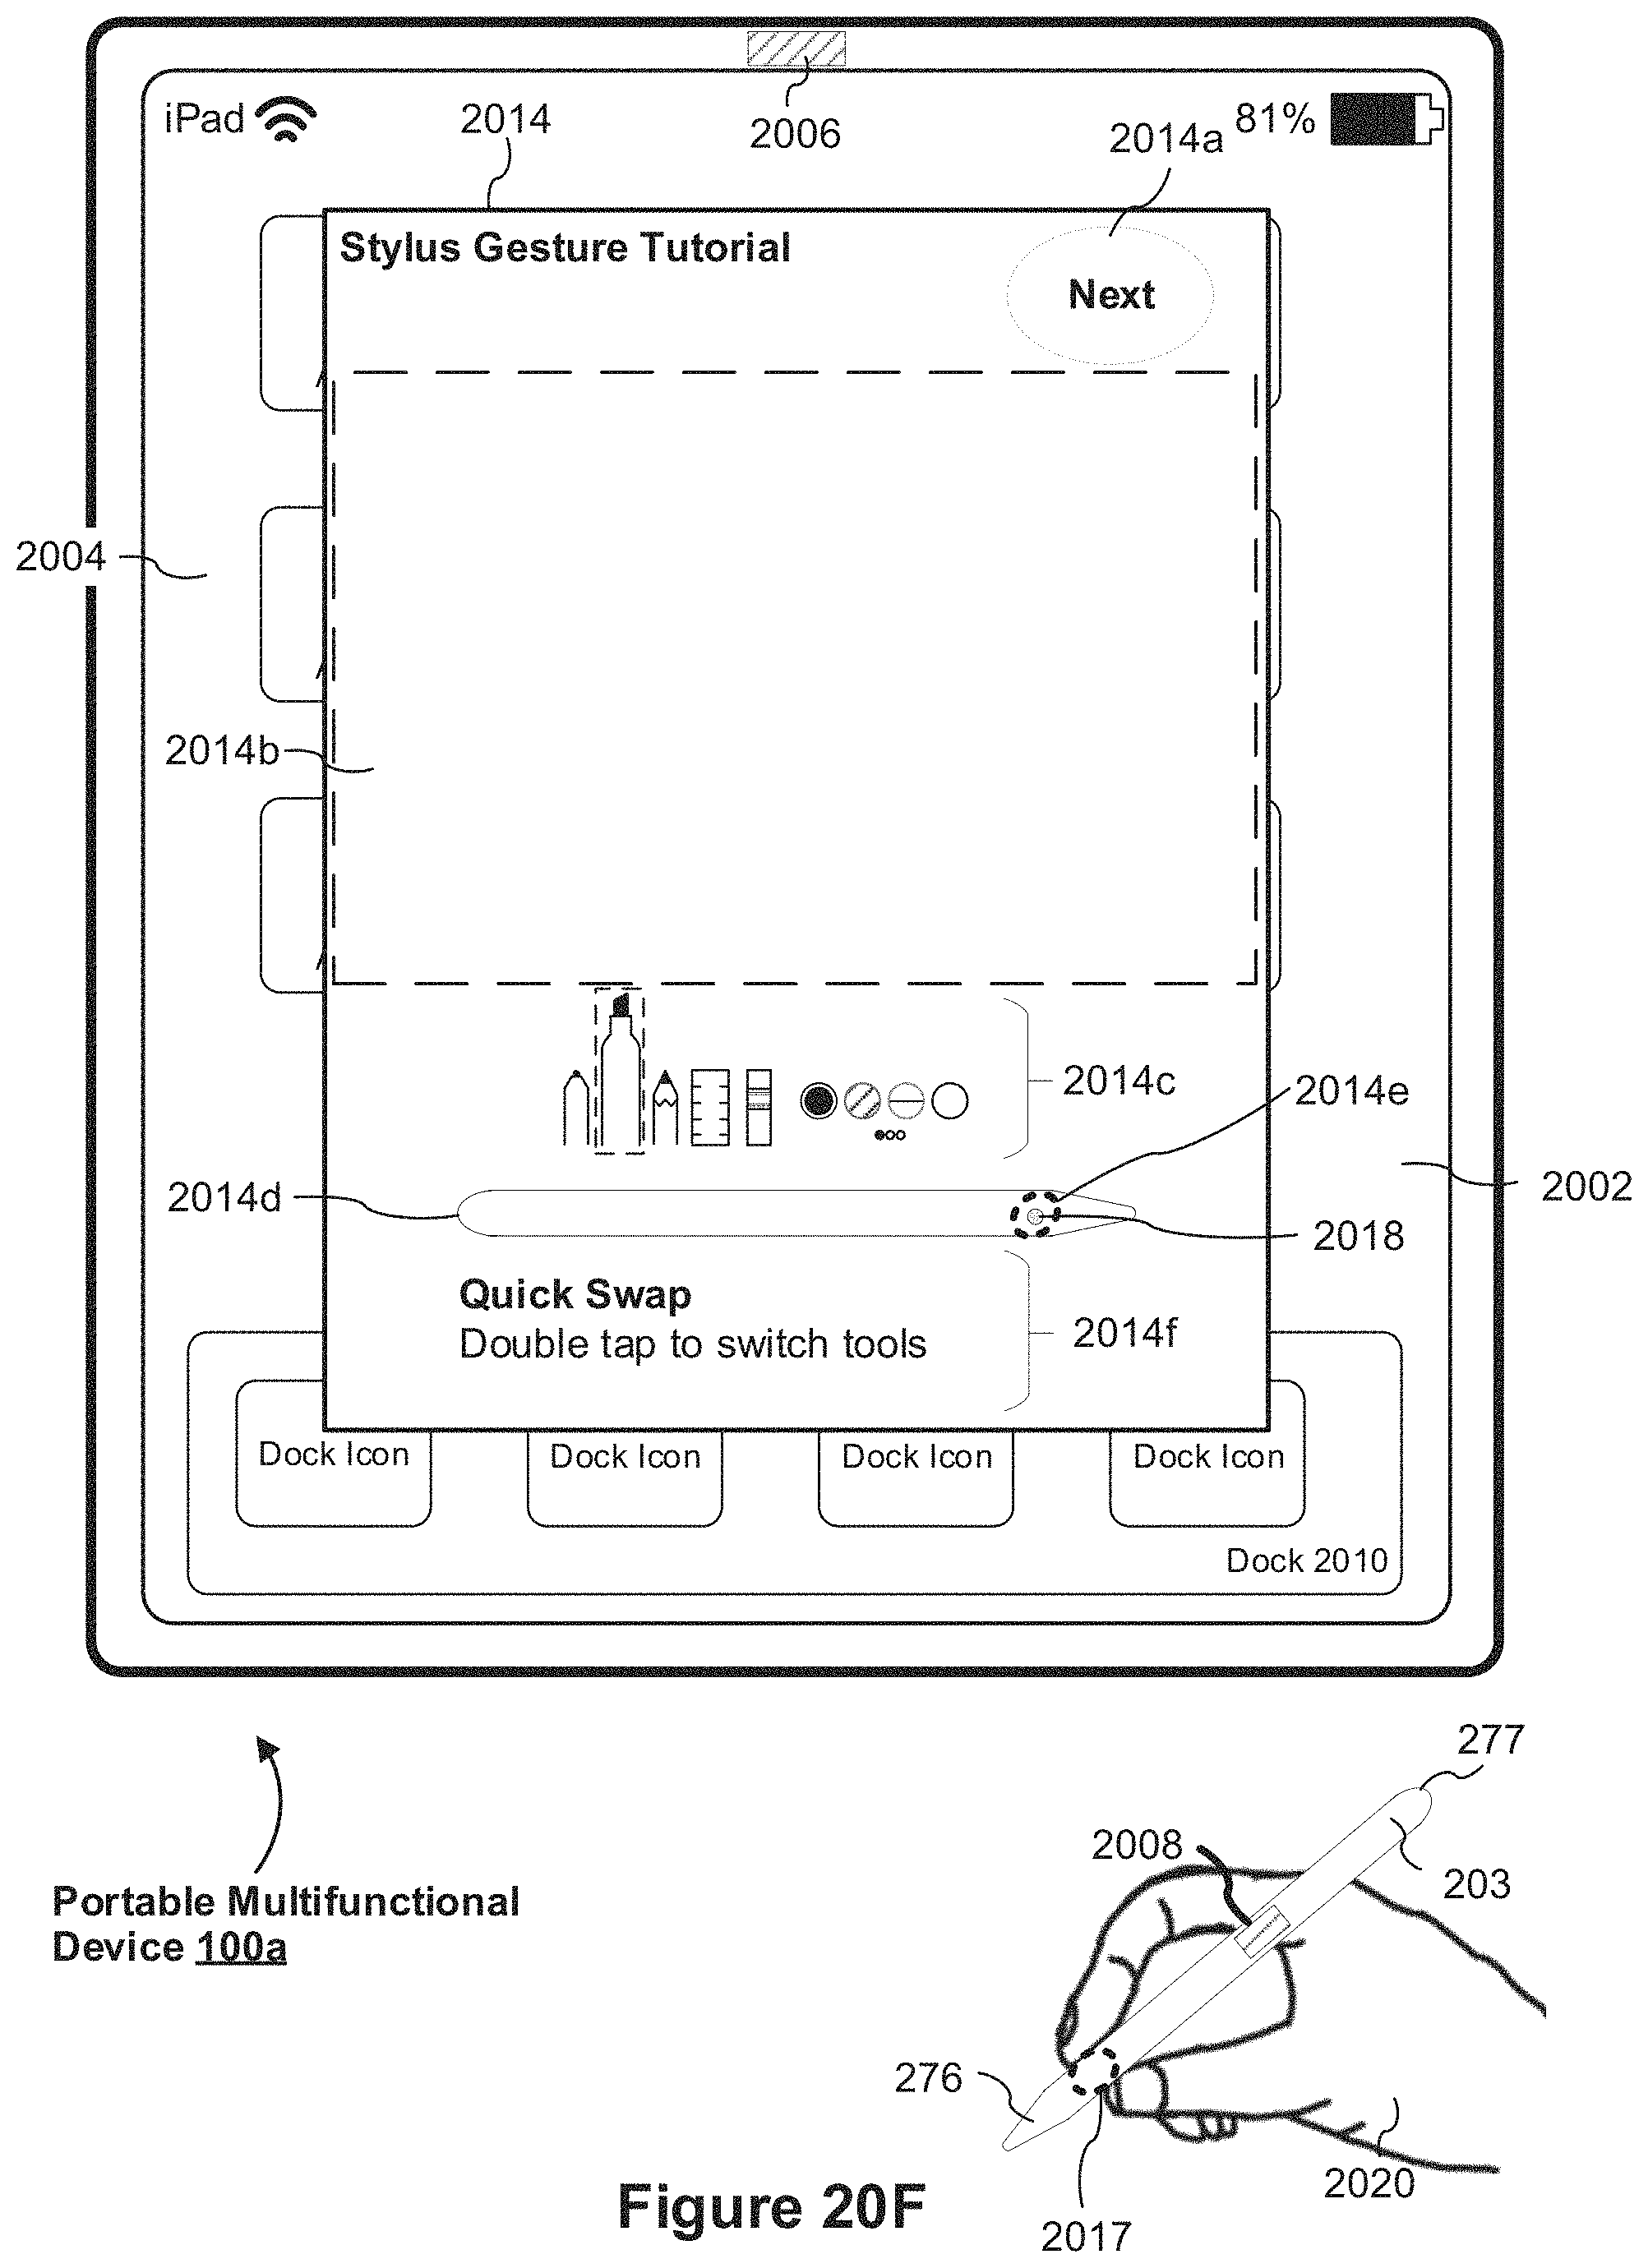 iPad
2014
2006
2014a
81%
Stylus Gesture Tutorial
Next
2004
2014b
2014c
2014e
2014d
2002
2018
Quick Swap
Double tap to switch tools
2014f
Dock Icon
Dock Icon
Dock Icon
Dock Icon
Dock 2010
277
2008
203
Portable Multifunctional
Device 100a
276
2020
Figure 20F
2017